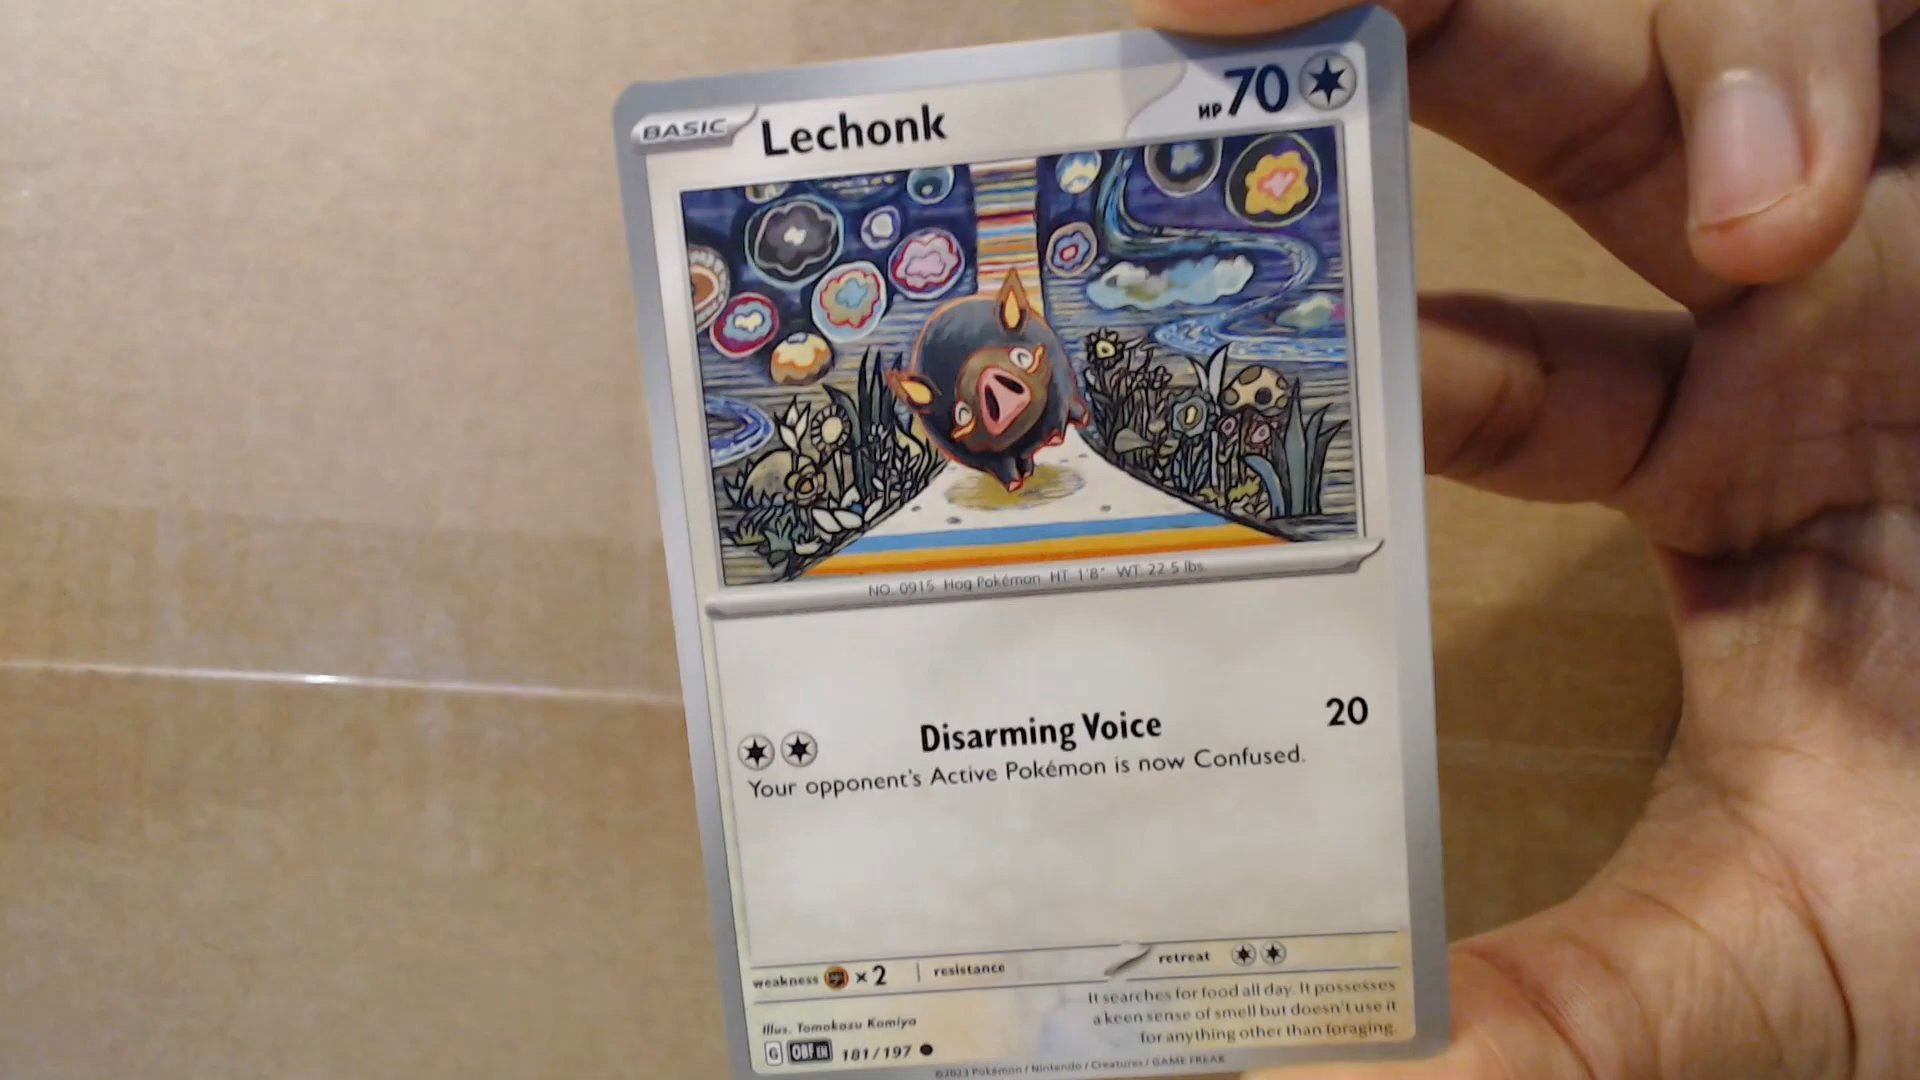 BASIC Lechonk HP 70
NO. 0915 Hog Pokémon HT: 1'8" WT: 22.5 lbs.
Disarming Voice 20
Your opponent's Active Pokémon is now Confused.
weakness ×2 resistance retreat
It searches for food all day. It possesses
a keen sense of smell but doesn't use it
for anything other than foraging.
Illus. Tomokazu Komiya
G OBF EN 181/197
©2023 Pokémon / Nintendo / Creatures / GAME FREAK